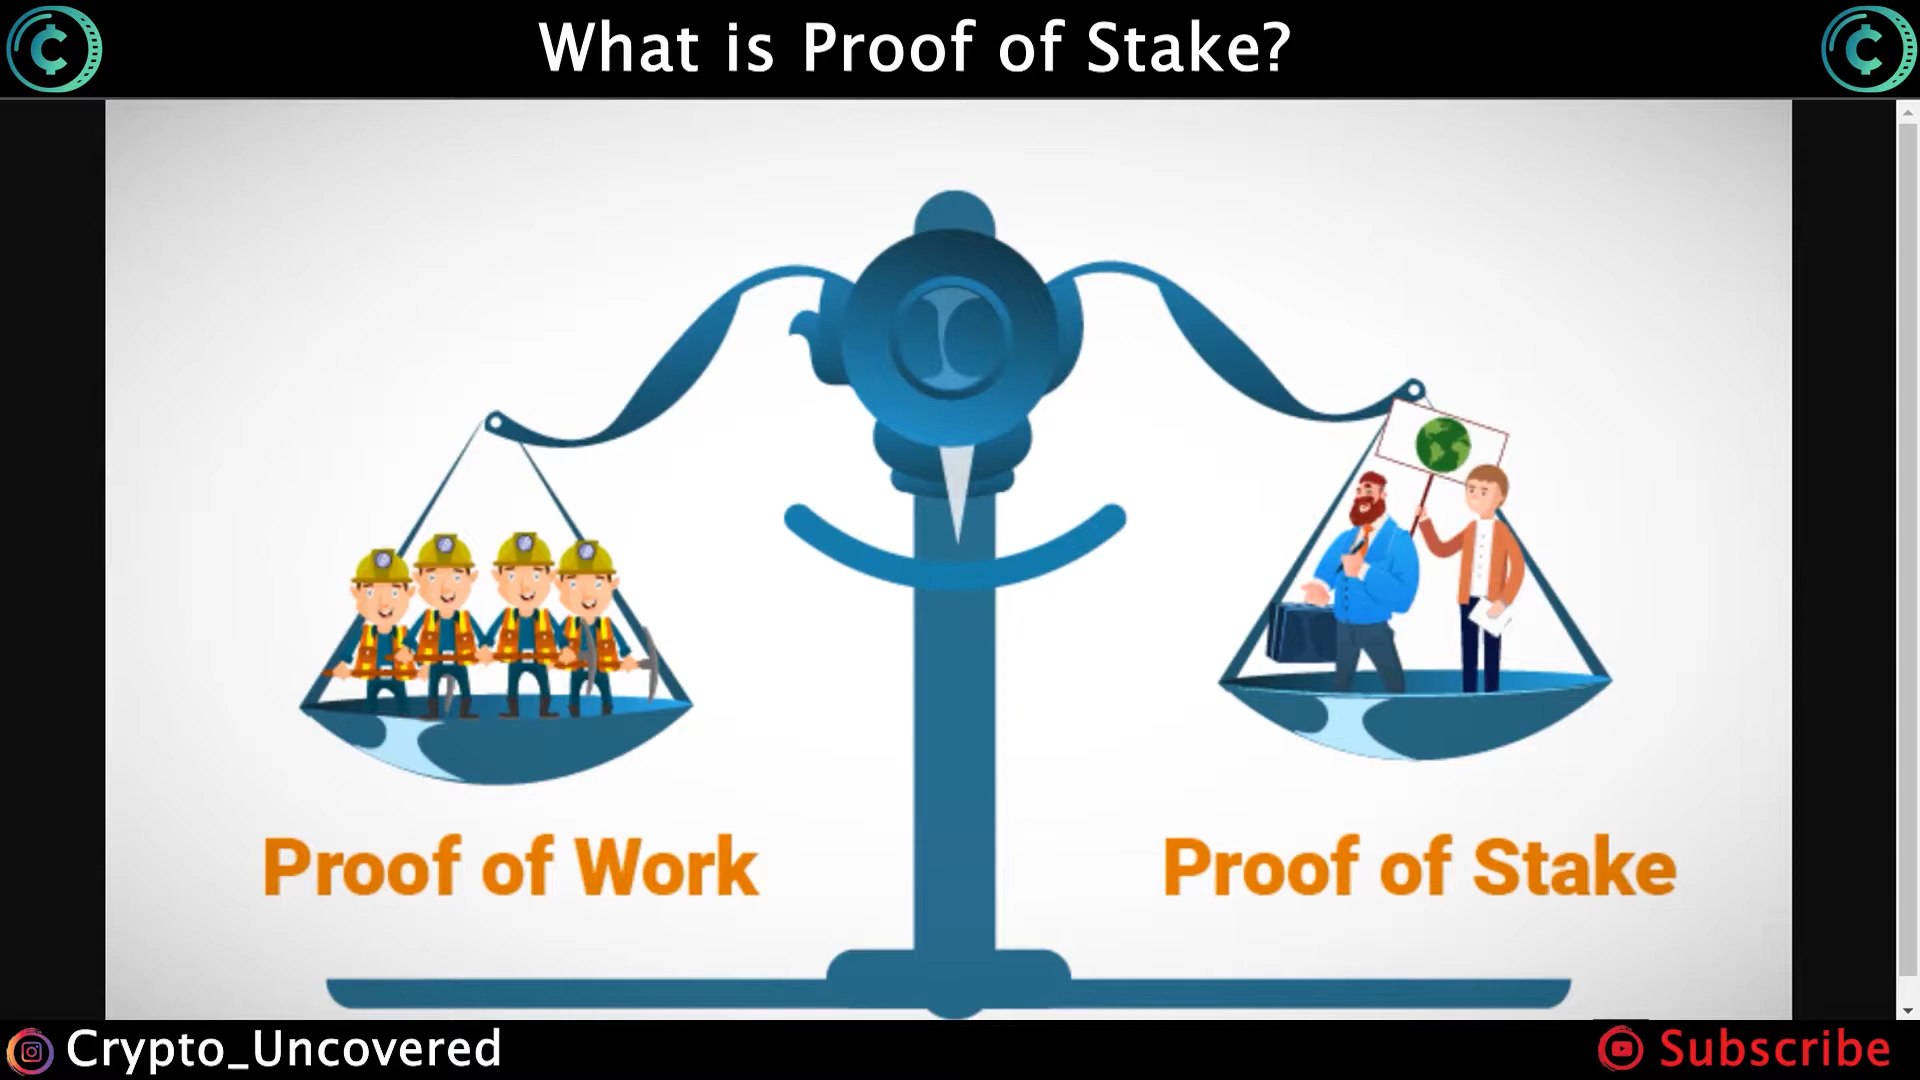 What is Proof of Stake?
Proof of Work
Proof of Stake
Crypto_Uncovered
Subscribe